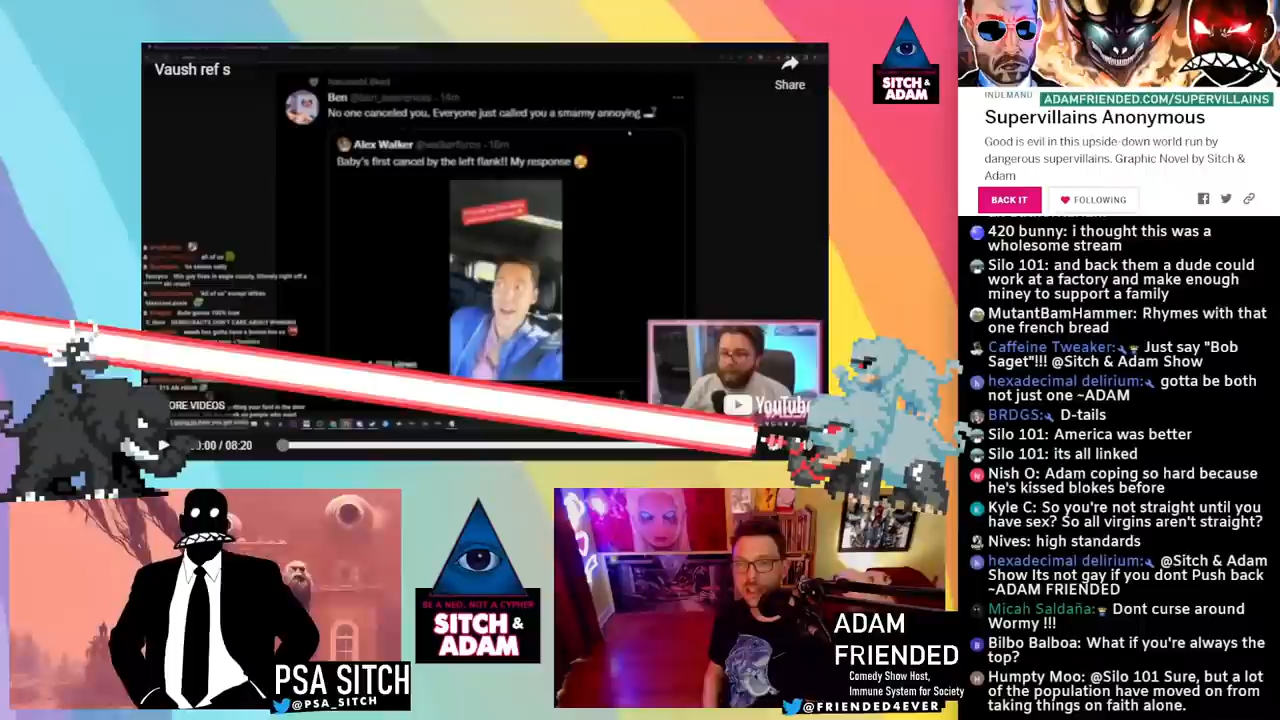 Vaush ref s
Share
Ben
No one canceled you. Everyone just called you a smarmy annoying
Alex Walker
Baby's first cancel by the left flank!! My response
ORE VIDEOS
0:00 / 08:20
YouTube
SITCH &
ADAM
INDEMAND
ADAMFRIENDED.COM/SUPERVILLAINS
Supervillains Anonymous
Good is evil in this upside-down world run by
dangerous supervillains. Graphic Novel by Sitch &
Adam
BACK IT
FOLLOWING
420 bunny: i thought this was a
wholesome stream
Silo 101: and back them a dude could
work at a factory and make enough
miney to support a family
MutantBamHammer: Rhymes with that
one french bread
Caffeine Tweaker: Just say "Bob
Saget"!!! @Sitch & Adam Show
hexadecimal delirium: gotta be both
not just one ~ADAM
BRDGS: D-tails
Silo 101: America was better
Silo 101: its all linked
Nish O: Adam coping so hard because
he's kissed blokes before
Kyle C: So you're not straight until you
have sex? So all virgins aren't straight?
Nives: high standards
hexadecimal delirium: @Sitch & Adam
Show Its not gay if you dont Push back
~ADAM FRIENDED
Micah Saldaña: Dont curse around
Wormy !!!
Bilbo Balboa: What if you're always the
top?
Humpty Moo: @Silo 101 Sure, but a lot
of the population have moved on from
taking things on faith alone.
PSA SITCH
@PSA_SITCH
BE A NEO, NOT A CYPHER
SITCH &
ADAM
ADAM
FRIENDED
Comedy Show Host,
Immune System for Society
@FRIENDED4EVER